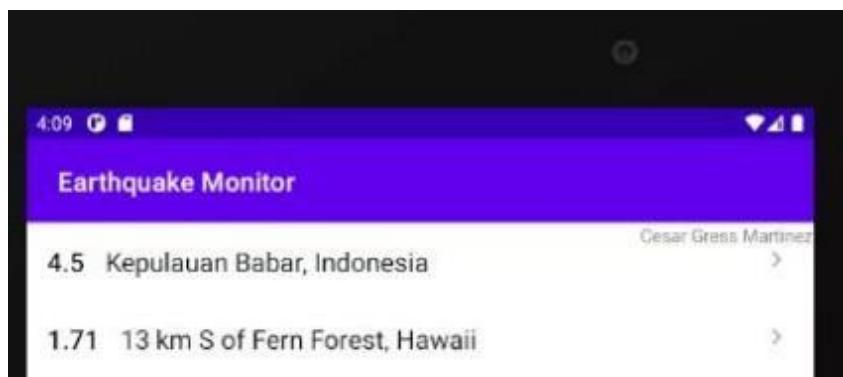 4:09
Earthquake Monitor
Cesar Gress Martinez
4.5 Kepulauan Babar, Indonesia
1.71 13 km S of Fern Forest, Hawaii